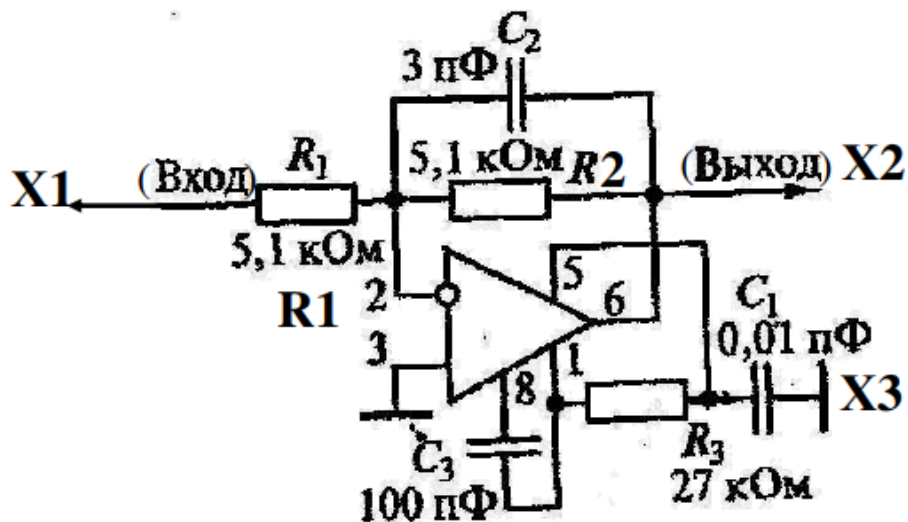 C₂
3 пФ
X1 (Вход) R₁ 5,1 кОм R2 (Выход) X2
5,1 кОм
R1 2 5 6 C₁
3 8 1 0,01 пФ
X3
C₃ R₃
100 пФ 27 кОм